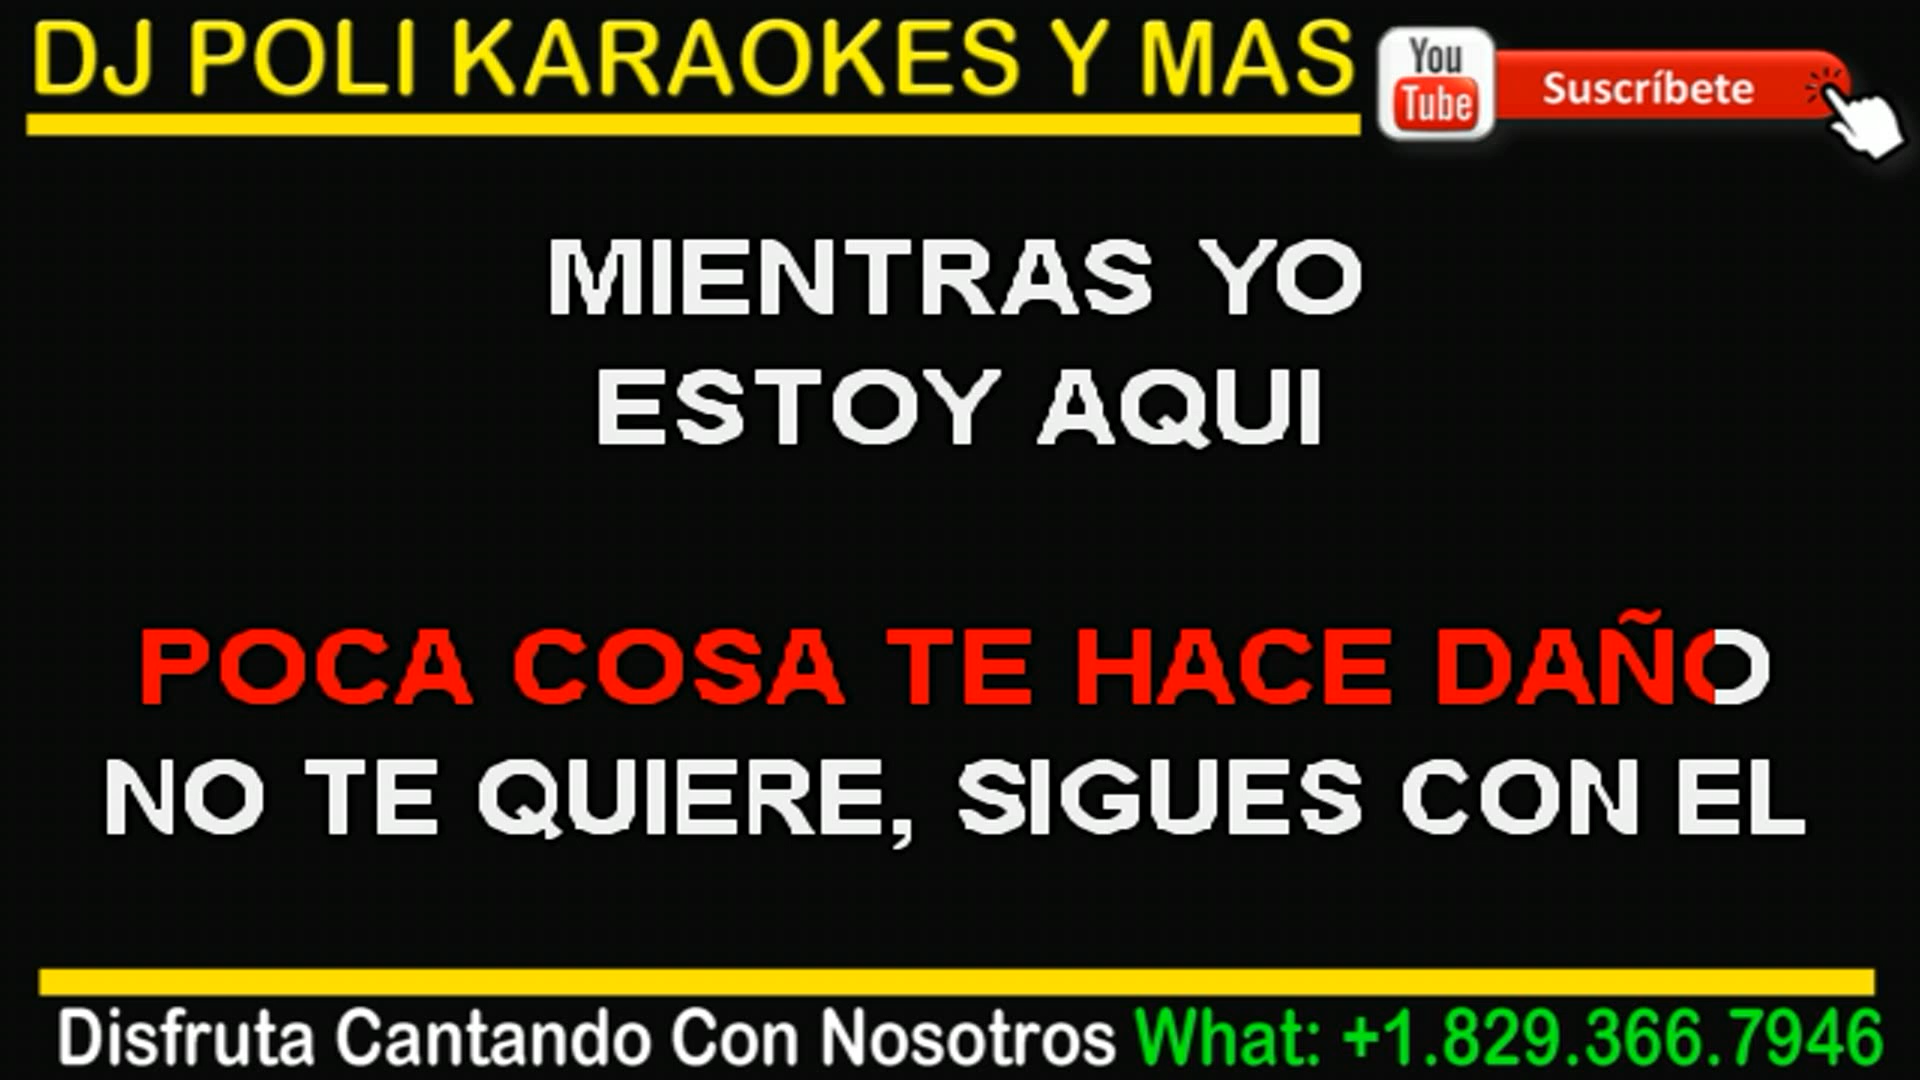 DJ POLI KARAOKES Y MAS
You
Tube
Suscríbete
MIENTRAS YO
ESTOY AQUI
POCA COSA TE HACE DAÑO
NO TE QUIERE, SIGUES CON EL
Disfruta Cantando Con Nosotros What: +1.829.366.7946